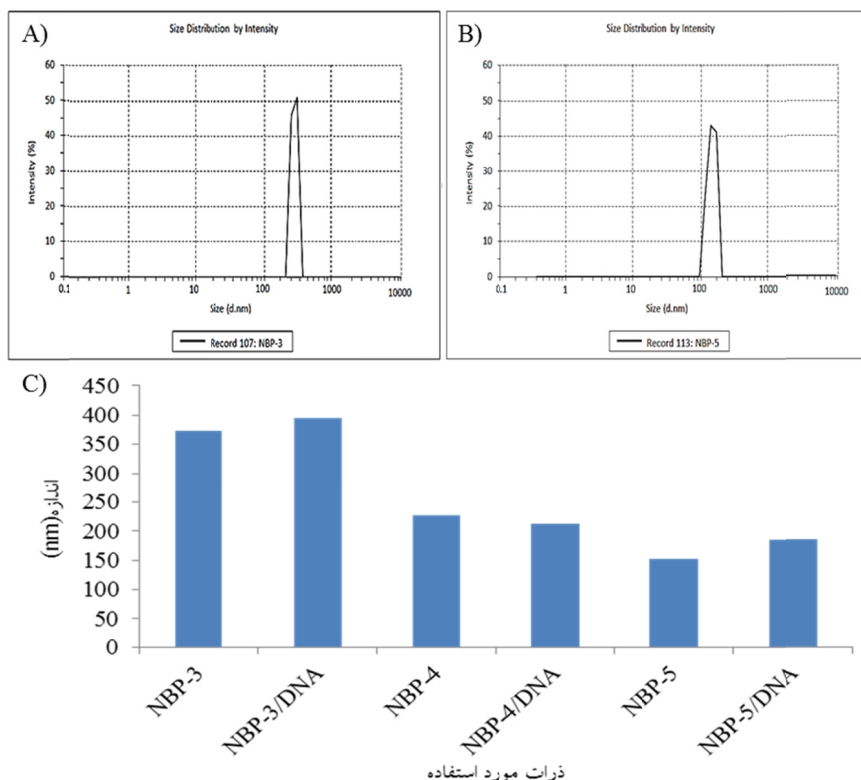 A)
Size Distribution by Intensity
60
50
40
30
20
10
0
Intensity (%)
0.1 1 10 100 1000 10000
Size (d.nm)
Record 107: NBP-3
B)
Size Distribution by Intensity
60
50
40
30
20
10
0
Intensity (%)
0.1 1 10 100 1000 10000
Size (d.nm)
Record 113: NBP-5
C)
450
400
350
300
250
200
150
100
50
0
اندازه(nm)
NBP-3 NBP-3/DNA NBP-4 NBP-4/DNA NBP-5 NBP-5/DNA
ذرات مورد استفاده